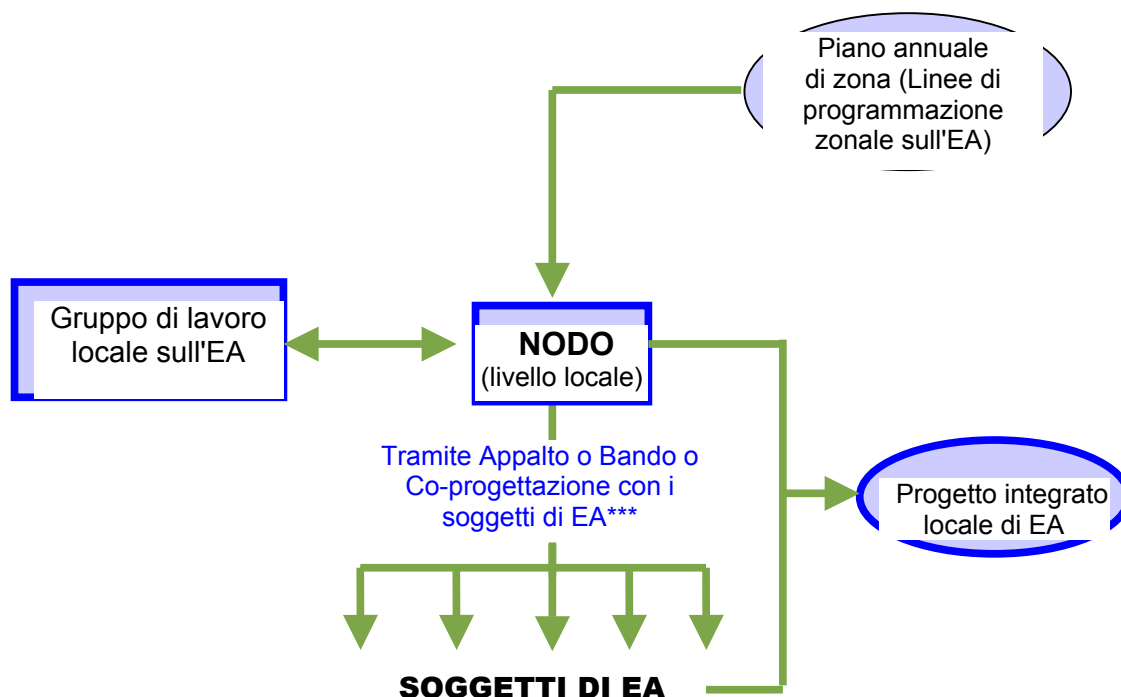 Piano annuale
di zona (Linee di
programmazione
zonale sull'EA)
Gruppo di lavoro
locale sull'EA
NODO
(livello locale)
Tramite Appalto o Bando o
Co-progettazione con i
soggetti di EA***
Progetto integrato
locale di EA
SOGGETTI DI EA